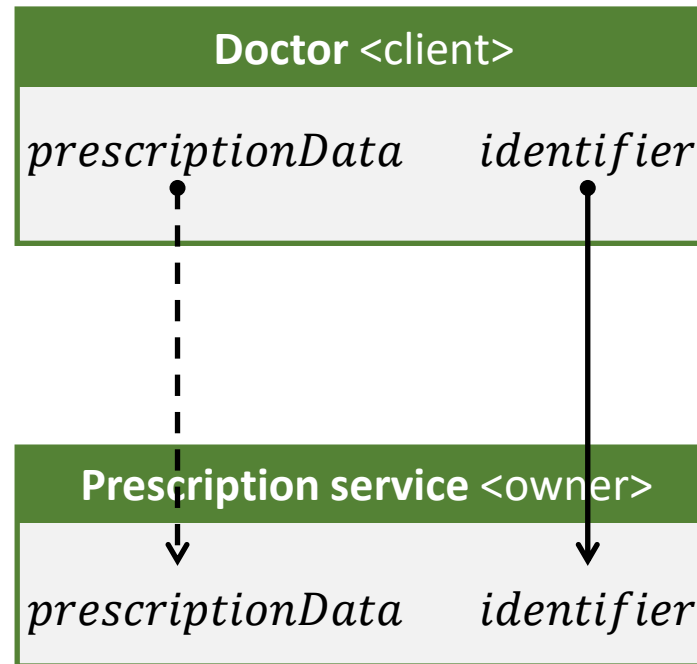 Doctor <client>
prescriptionData identifier
Prescription service <owner>
prescriptionData identifier